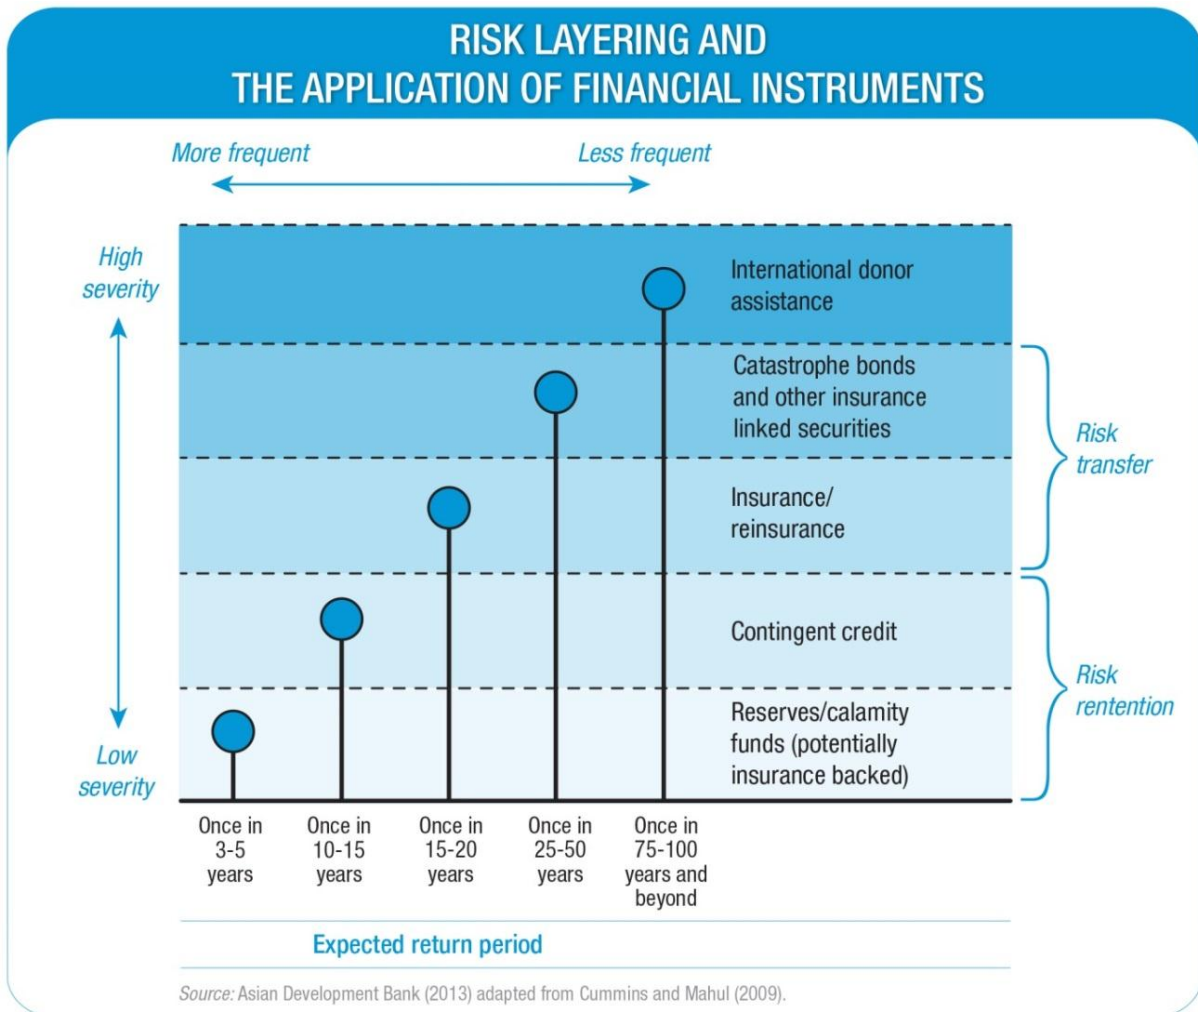 RISK LAYERING AND
THE APPLICATION OF FINANCIAL INSTRUMENTS
More frequent
Less frequent
High
severity
Low
severity
International donor
assistance
Catastrophe bonds
and other insurance
linked securities
Insurance/
reinsurance
Contingent credit
Reserves/calamity
funds (potentially
insurance backed)
Risk
transfer
Risk
rentention
Once in
3-5
years
Once in
10-15
years
Once in
15-20
years
Once in
25-50
years
Once in
75-100
years and
beyond
Expected return period
Source: Asian Development Bank (2013) adapted from Cummins and Mahul (2009).